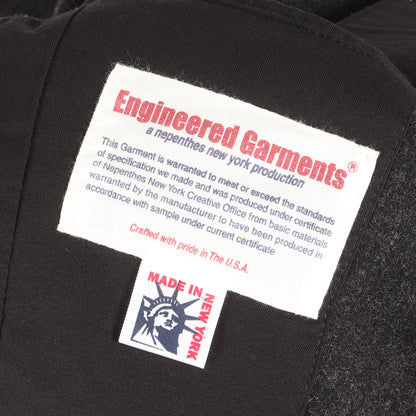 Engineered Garments®
a nepenthes new york production
This Garment is warranted to meet or exceed the standards
of specification we made and was produced under certificate
of Nepenthes New York Creative Office from basic materials
warranted by the manufacturer to have been produced in
accordance with sample under current certificate
Crafted with pride in The U.S.A.
MADE IN
NEW YORK